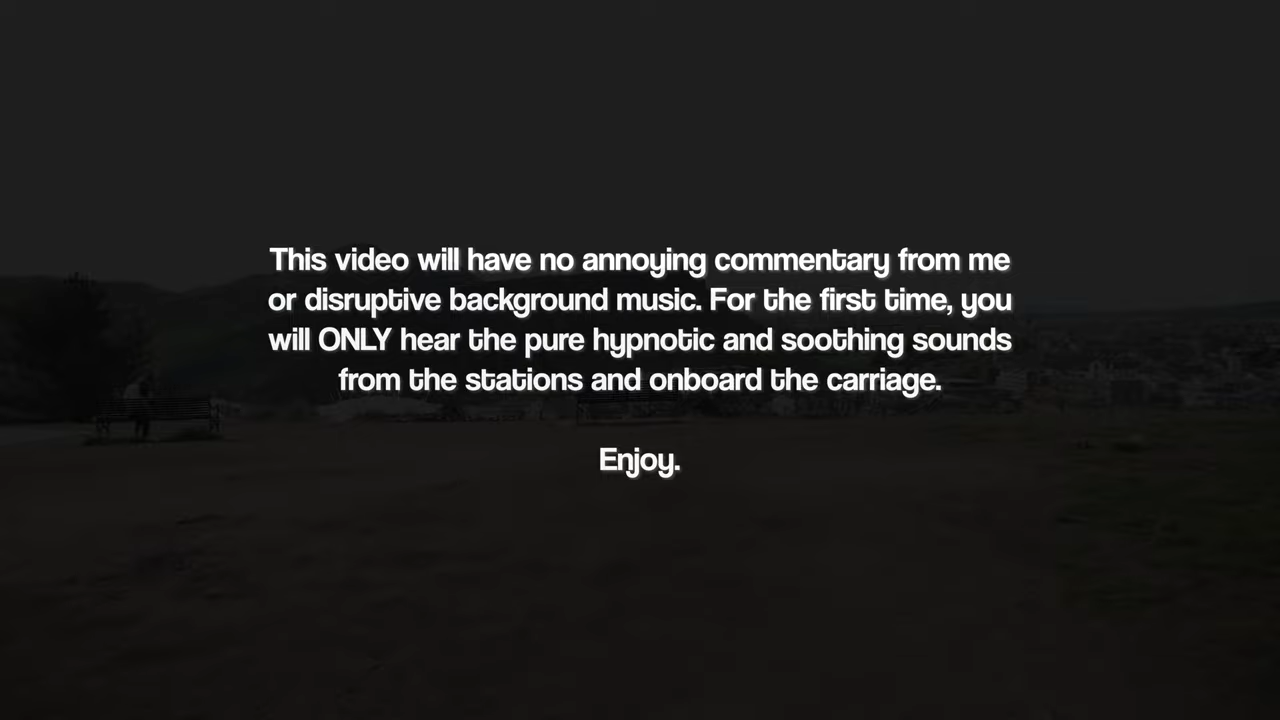 This video will have no annoying commentary from me
or disruptive background music. For the first time, you
will ONLY hear the pure hypnotic and soothing sounds
from the stations and onboard the carriage.
Enjoy.